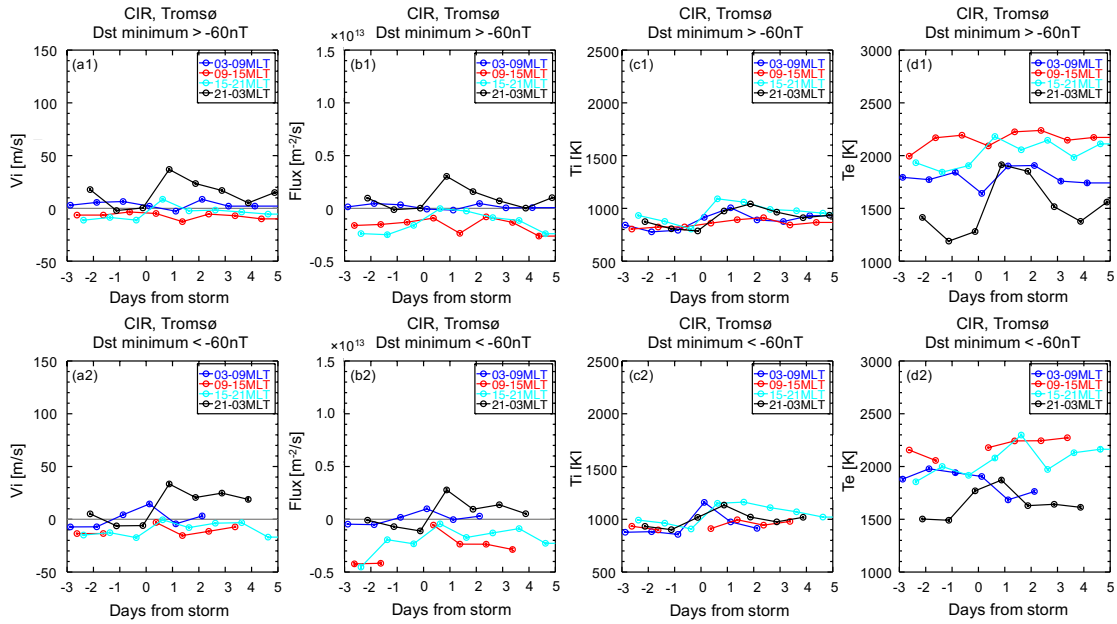 CIR, Tromsø
Dst minimum > -60nT
(a1)
03-09MLT
09-15MLT
15-21MLT
21-03MLT
Vi [m/s]
150
100
50
0
-50
-3 -2 -1 0 1 2 3 4 5
Days from storm
CIR, Tromsø
Dst minimum > -60nT
×10¹³
(b1)
03-09MLT
09-15MLT
15-21MLT
21-03MLT
Flux [m⁻²/s]
1.5
1.0
0.5
0.0
-0.5
-3 -2 -1 0 1 2 3 4 5
Days from storm
CIR, Tromsø
Dst minimum > -60nT
(c1)
03-09MLT
09-15MLT
15-21MLT
21-03MLT
Ti [K]
2500
2000
1500
1000
500
-3 -2 -1 0 1 2 3 4 5
Days from storm
CIR, Tromsø
Dst minimum > -60nT
(d1)
03-09MLT
09-15MLT
15-21MLT
21-03MLT
Te [K]
3000
2500
2000
1500
1000
-3 -2 -1 0 1 2 3 4 5
Days from storm
CIR, Tromsø
Dst minimum < -60nT
(a2)
03-09MLT
09-15MLT
15-21MLT
21-03MLT
Vi [m/s]
150
100
50
0
-50
-3 -2 -1 0 1 2 3 4 5
Days from storm
CIR, Tromsø
Dst minimum < -60nT
×10¹³
(b2)
03-09MLT
09-15MLT
15-21MLT
21-03MLT
Flux [m⁻²/s]
1.5
1.0
0.5
0.0
-0.5
-3 -2 -1 0 1 2 3 4 5
Days from storm
CIR, Tromsø
Dst minimum < -60nT
(c2)
03-09MLT
09-15MLT
15-21MLT
21-03MLT
Ti [K]
2500
2000
1500
1000
500
-3 -2 -1 0 1 2 3 4 5
Days from storm
CIR, Tromsø
Dst minimum < -60nT
(d2)
03-09MLT
09-15MLT
15-21MLT
21-03MLT
Te [K]
3000
2500
2000
1500
1000
-3 -2 -1 0 1 2 3 4 5
Days from storm